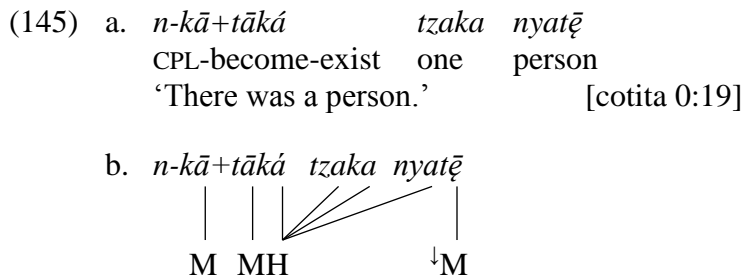 (145) a. n-kā+tāká tzaka nyatę̄
CPL-become-exist one person
‘There was a person.’ [cotita 0:19]
b. n-kā+tāká tzaka nyatę̄
M MH ↓M